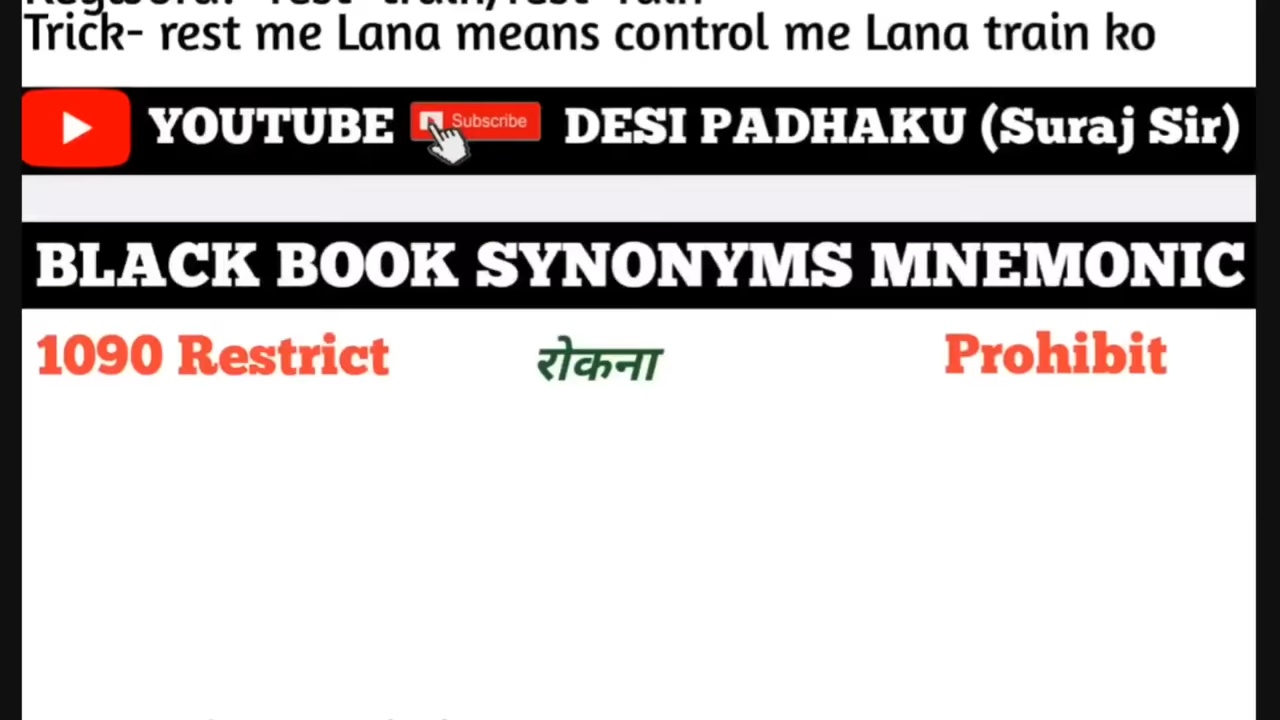 Trick- rest me Lana means control me Lana train ko
YOUTUBE Subscribe DESI PADHAKU (Suraj Sir)
BLACK BOOK SYNONYMS MNEMONIC
1090 Restrict रोकना Prohibit